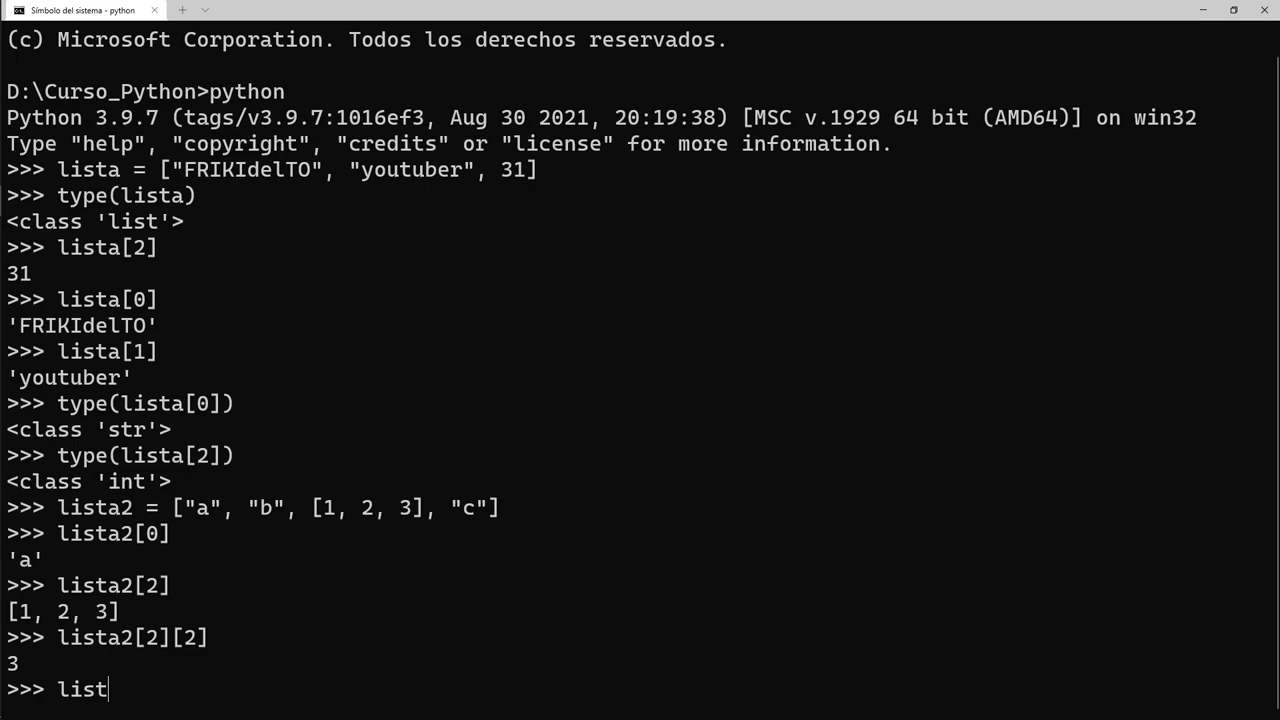 Símbolo del sistema - python
(c) Microsoft Corporation. Todos los derechos reservados.
D:\Curso_Python>python
Python 3.9.7 (tags/v3.9.7:1016ef3, Aug 30 2021, 20:19:38) [MSC v.1929 64 bit (AMD64)] on win32
Type "help", "copyright", "credits" or "license" for more information.
>>> lista = ["FRIKIdelTO", "youtuber", 31]
>>> type(lista)
<class 'list'>
>>> lista[2]
31
>>> lista[0]
'FRIKIdelTO'
>>> lista[1]
'youtuber'
>>> type(lista[0])
<class 'str'>
>>> type(lista[2])
<class 'int'>
>>> lista2 = ["a", "b", [1, 2, 3], "c"]
>>> lista2[0]
'a'
>>> lista2[2]
[1, 2, 3]
>>> lista2[2][2]
3
>>> list